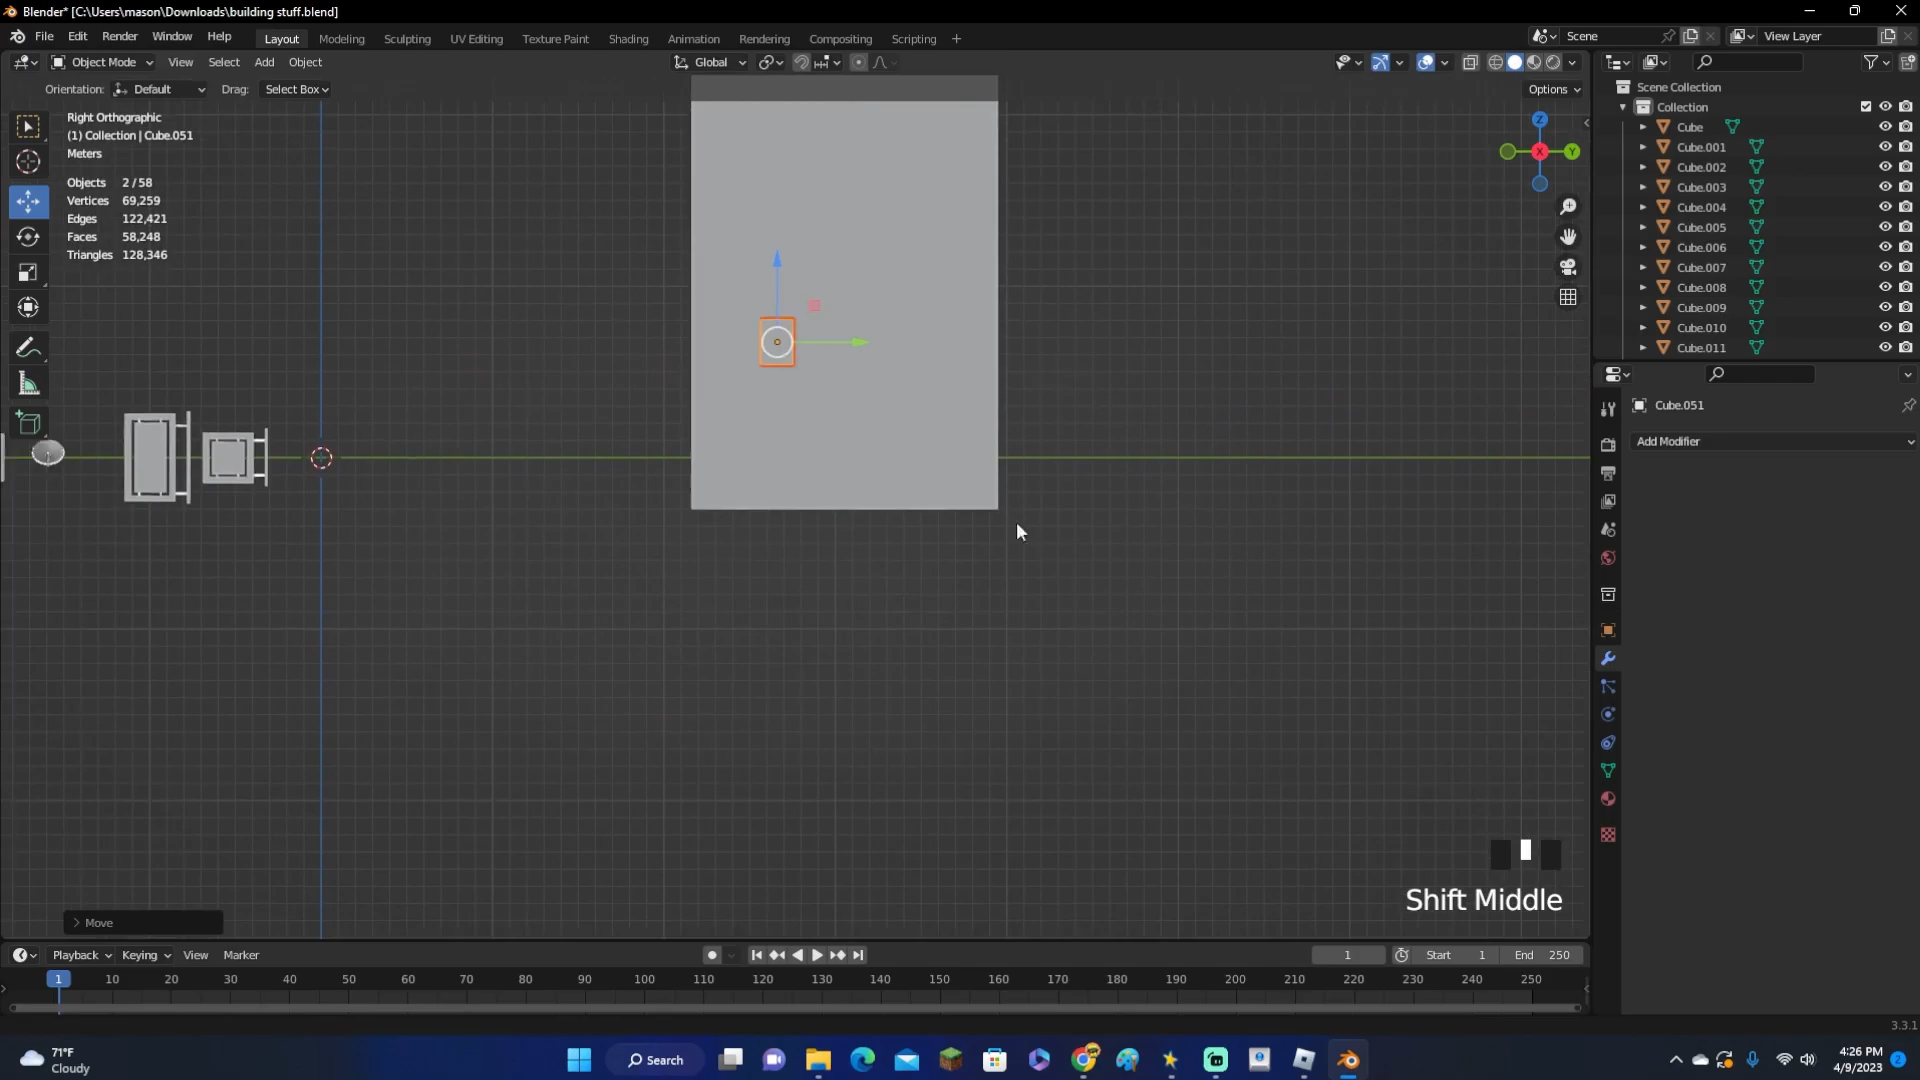 Blender* [C:\Users\mason\Downloads\building stuff.blend]
File Edit Render Window Help Layout Modeling Sculpting UV Editing Texture Paint Shading Animation Rendering Compositing Scripting + Scene View Layer
Object Mode View Select Add Object Global
Orientation: Default Drag: Select Box Options
Right Orthographic
(1) Collection | Cube.051
Meters
Objects 2/58
Vertices 69,259
Edges 122,421
Faces 58,248
Triangles 128,346
Z
X
Y
Scene Collection
Collection
Cube
Cube.001
Cube.002
Cube.003
Cube.004
Cube.005
Cube.006
Cube.007
Cube.008
Cube.009
Cube.010
Cube.011
Cube.051
Add Modifier
Shift Middle
> Move
Playback Keying View Marker 1 Start 1 End 250
1 10 20 30 40 50 60 70 80 90 100 110 120 130 140 150 160 170 180 190 200 210 220 230 240 250
3.3.1
71°F
Cloudy
Search
4:26 PM
4/9/2023
2